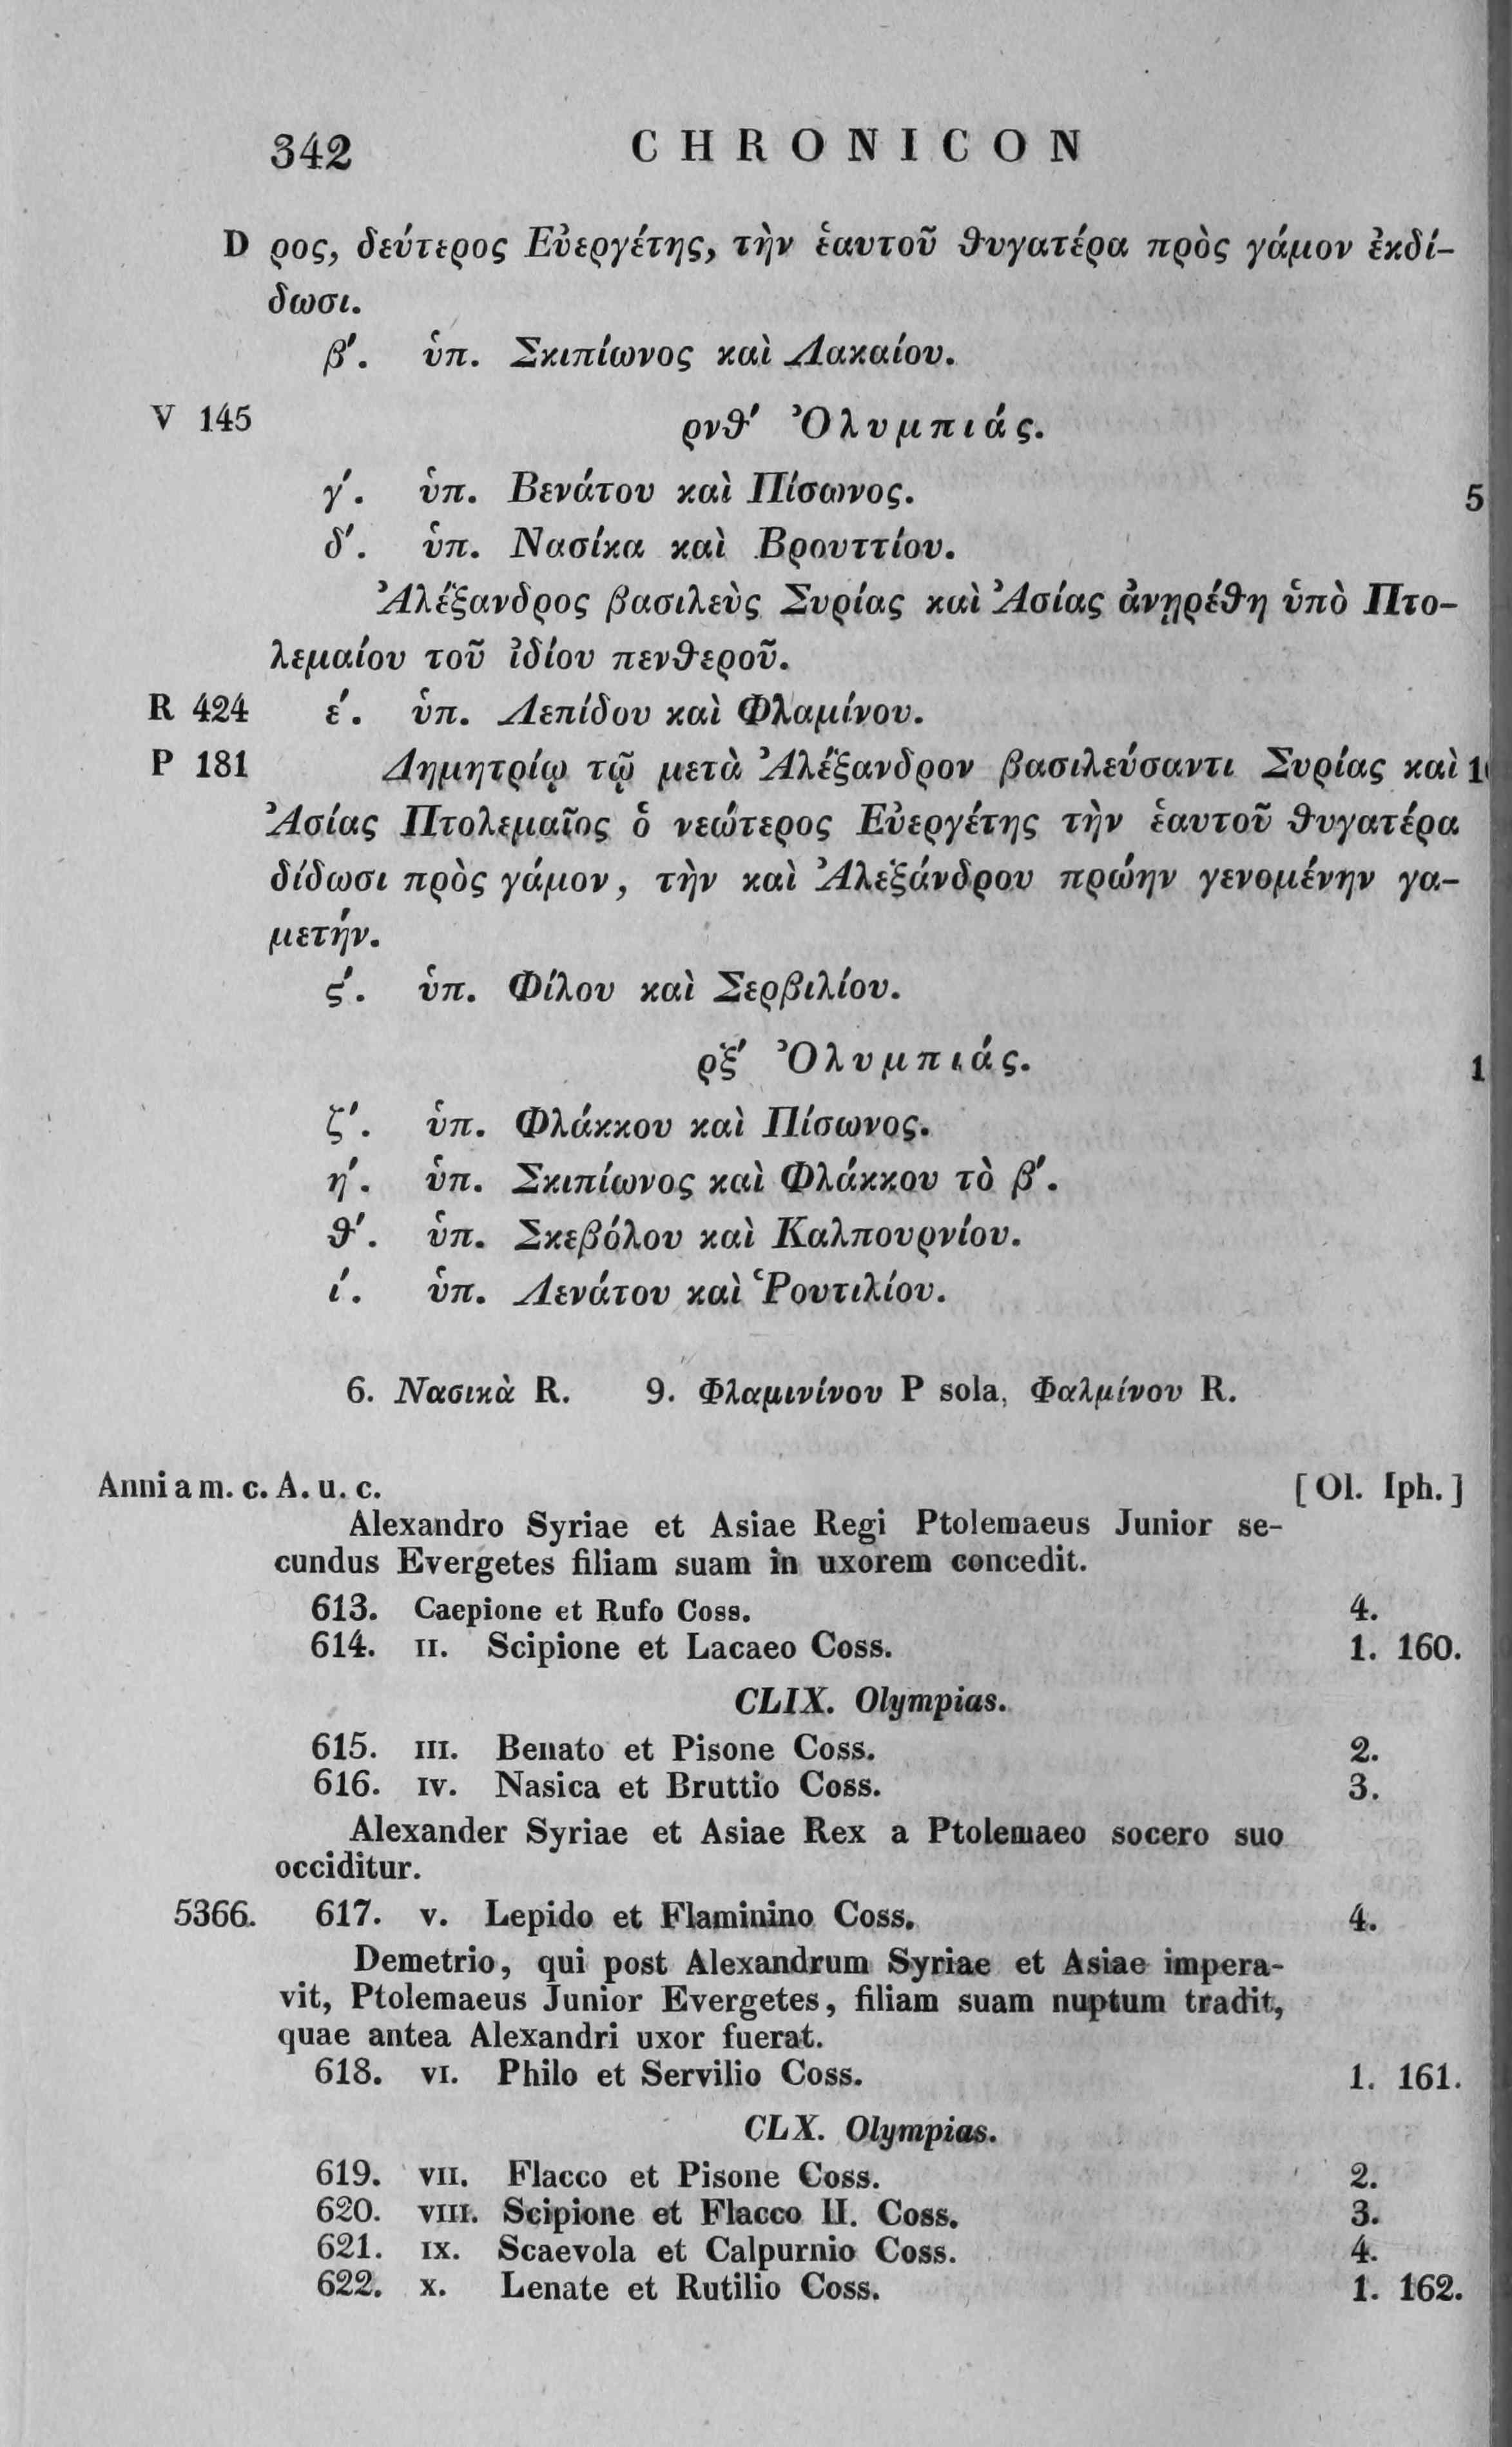 342 CHRONICON
D ρος, δεύτερος Εὐεργέτης, τὴν ἑαυτοῦ θυγατέρα πρὸς γάμον ἐκδί-
δωσι.
β΄. ὑπ. Σκιπίωνος καὶ Λακαίου.
V 145 ρνθ΄ Ὀλυμπιάς.
γ΄. ὑπ. Βενάτου καὶ Πίσωνος. 5
δ΄. ὑπ. Νασίκα καὶ Βρουττίου.
Ἀλέξανδρος βασιλεὺς Συρίας καὶ Ἀσίας ἀνῃρέθη ὑπὸ Πτο-
λεμαίου τοῦ ἰδίου πενθεροῦ.
R 424 ε΄. ὑπ. Λεπίδου καὶ Φλαμίνου.
P 181 Δημητρίῳ τῷ μετὰ Ἀλέξανδρον βασιλεύσαντι Συρίας καὶ 1
Ἀσίας Πτολεμαῖος ὁ νεώτερος Εὐεργέτης τὴν ἑαυτοῦ θυγατέρα
δίδωσι πρὸς γάμον, τὴν καὶ Ἀλεξάνδρου πρώην γενομένην γα-
μετήν.
ϛ΄. ὑπ. Φίλου καὶ Σερβιλίου.
ρξ΄ Ὀλυμπιάς. 1
ζ΄. ὑπ. Φλάκκου καὶ Πίσωνος.
η΄. ὑπ. Σκιπίωνος καὶ Φλάκκου τὸ β΄.
θ΄. ὑπ. Σκεβόλου καὶ Καλπουρνίου.
ι΄. ὑπ. Λενάτου καὶ Ῥουτιλίου.
6. Νασικὰ R. 9. Φλαμινίνου P sola, Φαλμίνου R.
Anni a m. c. A. u. c. [Ol. Iph.]
Alexandro Syriae et Asiae Regi Ptolemaeus Junior se-
cundus Evergetes filiam suam in uxorem concedit.
613. Caepione et Rufo Coss. 4.
614. II. Scipione et Lacaeo Coss. 1. 160.
CLIX. Olympias.
615. III. Benato et Pisone Coss. 2.
616. IV. Nasica et Bruttio Coss. 3.
Alexander Syriae et Asiae Rex a Ptolemaeo socero suo
occiditur.
5366. 617. V. Lepido et Flaminino Coss. 4.
Demetrio, qui post Alexandrum Syriae et Asiae impera-
vit, Ptolemaeus Junior Evergetes, filiam suam nuptum tradit,
quae antea Alexandri uxor fuerat.
618. VI. Philo et Servilio Coss. 1. 161.
CLX. Olympias.
619. VII. Flacco et Pisone Coss. 2.
620. VIII. Scipione et Flacco II. Coss. 3.
621. IX. Scaevola et Calpurnio Coss. 4.
622. X. Lenate et Rutilio Coss. 1. 162.